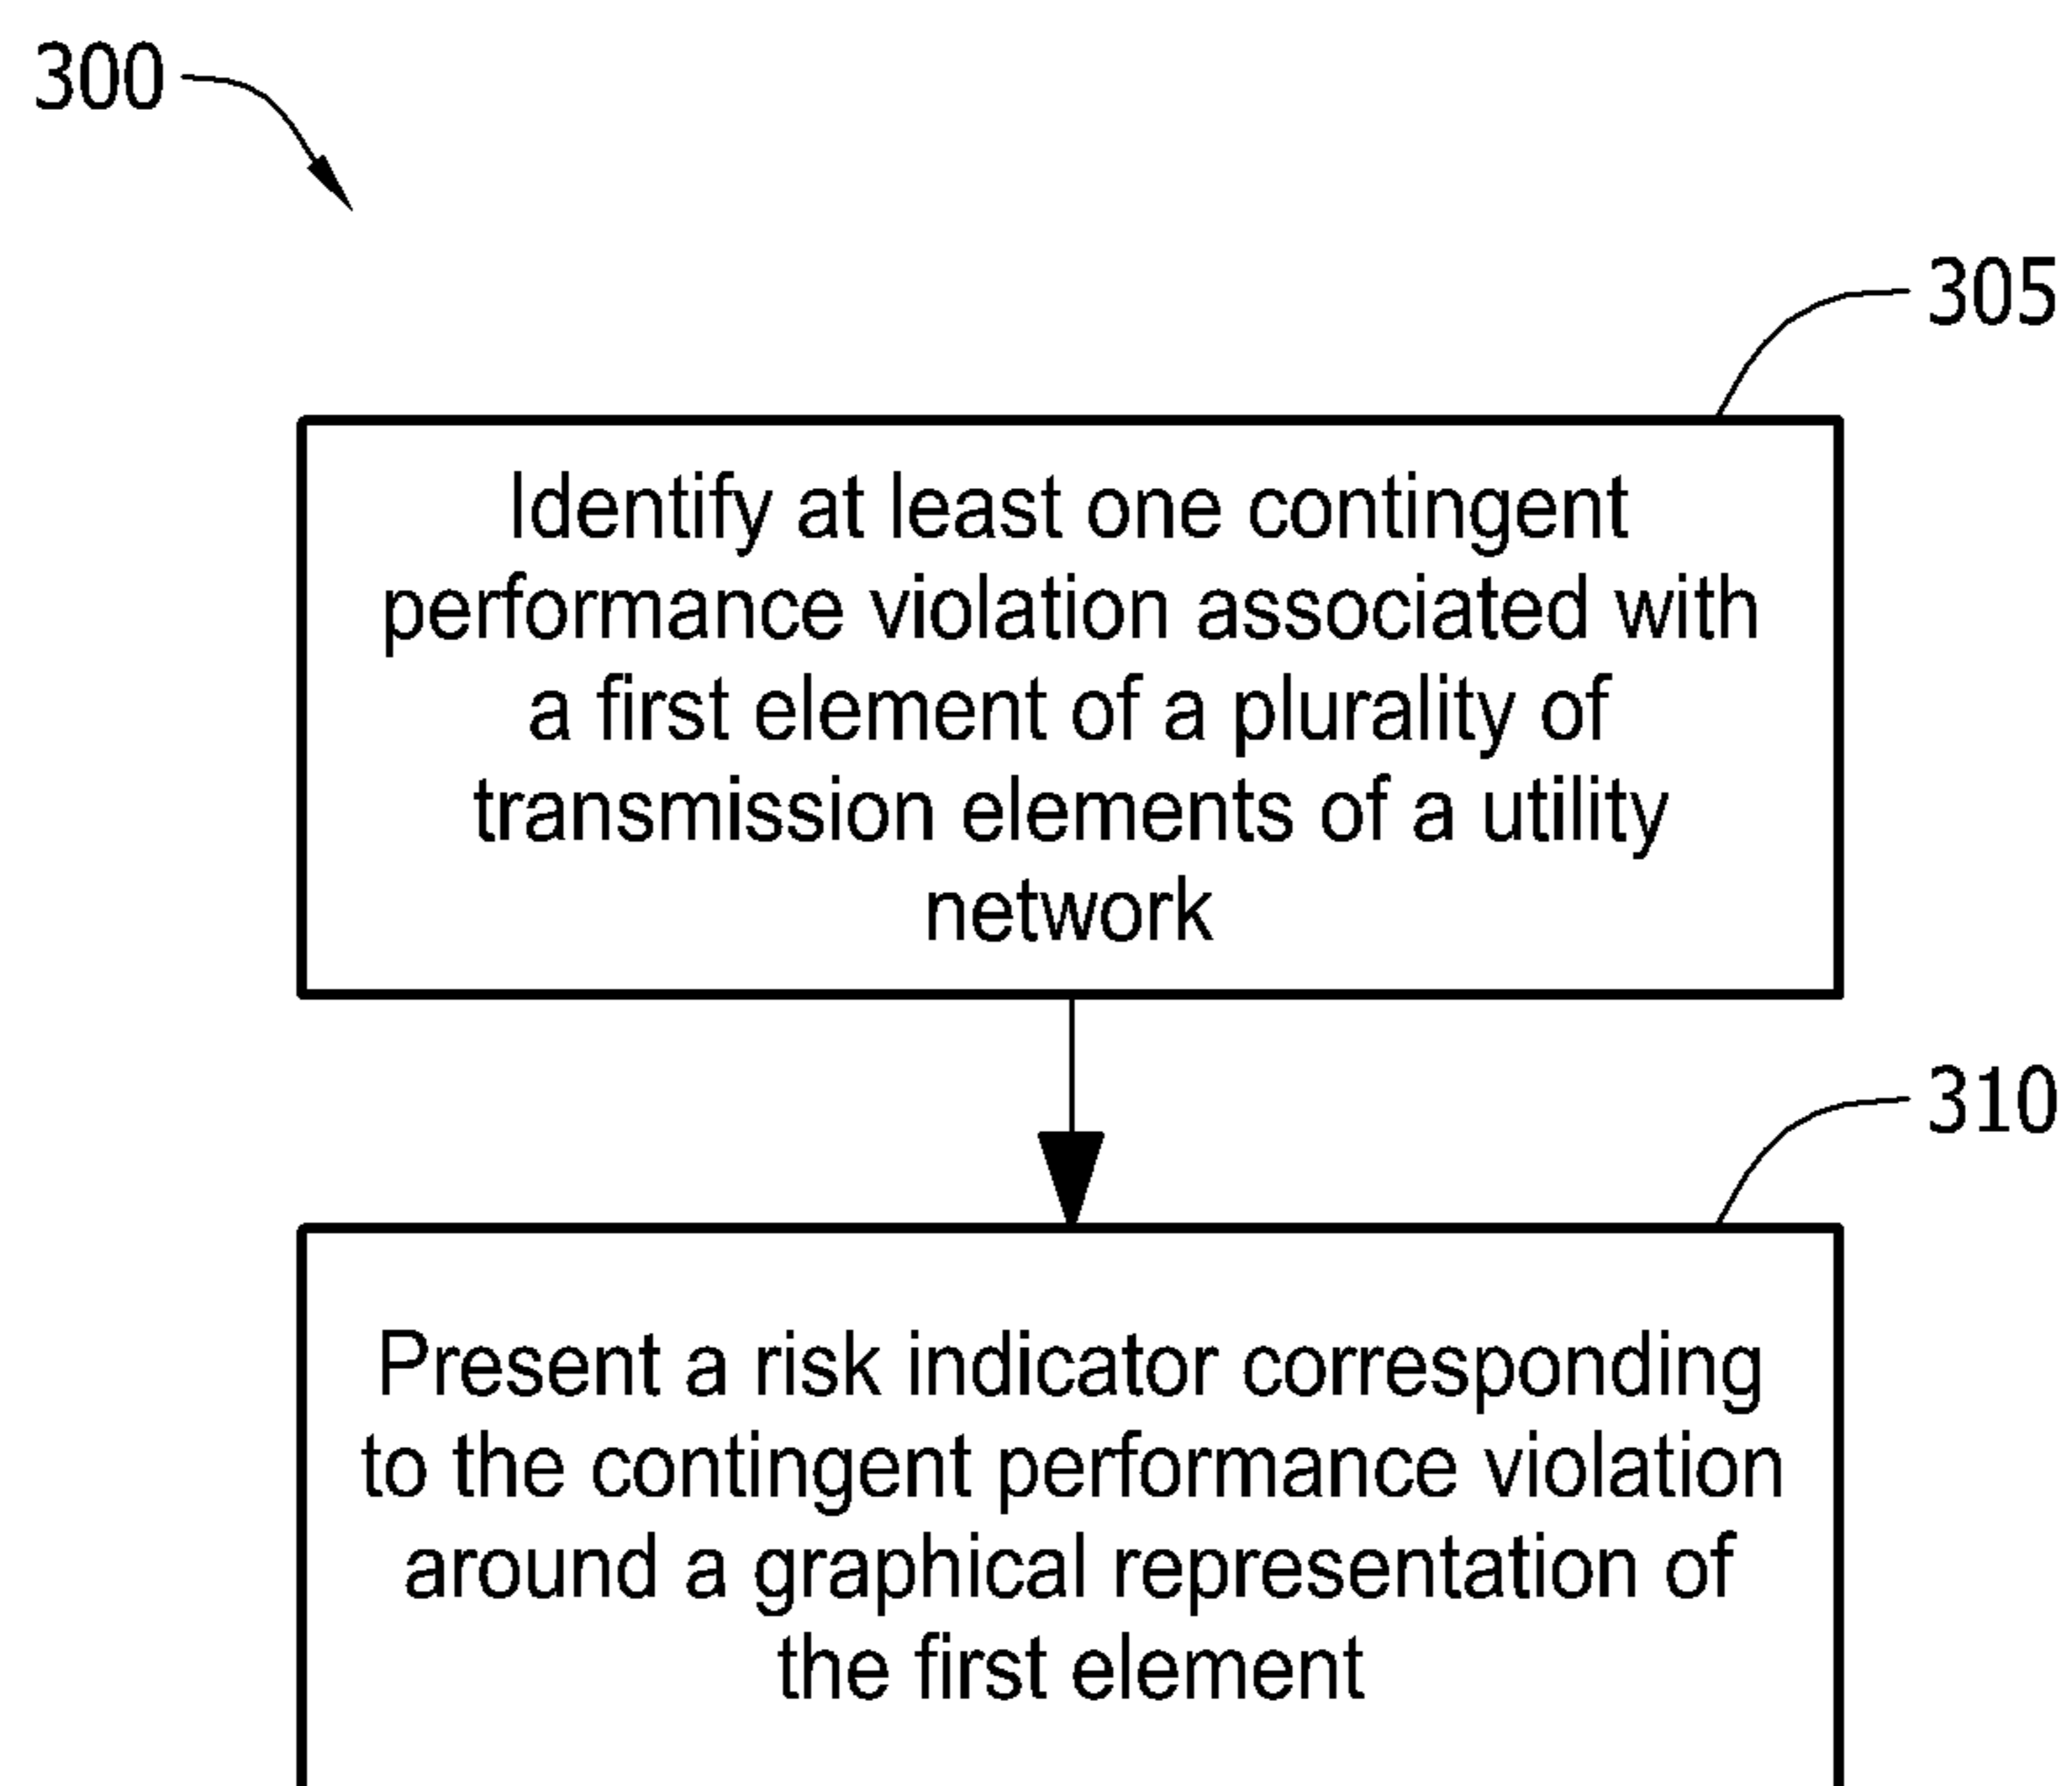 300
305
Identify at least one contingent
performance violation associated with
a first element of a plurality of
transmission elements of a utility
network
310
Present a risk indicator corresponding
to the contingent performance violation
around a graphical representation of
the first element